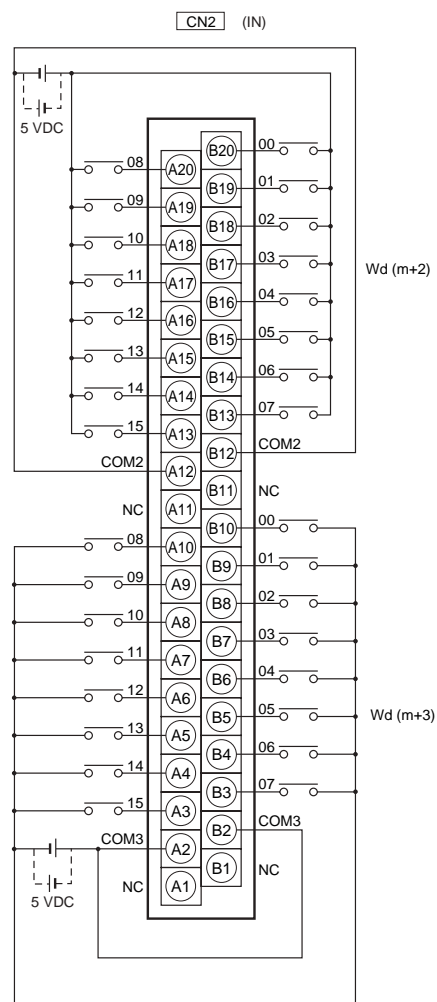 CN2 (IN)
5 VDC
B20 00
08 A20
B19 01
09 A19
B18 02
10 A18
B17 03
Wd (m+2)
11 A17
B16 04
12 A16
B15 05
13 A15
B14 06
14 A14
B13 07
15 A13
B12 COM2
COM2 A12
B11 NC
NC A11
B10 00
08 A10
B9 01
09 A9
B8 02
10 A8
B7 03
11 A7
B6 04
12 A6
B5 05 Wd (m+3)
13 A5
B4 06
14 A4
B3 07
15 A3
B2 COM3
COM3 A2
B1 NC
NC A1
5 VDC